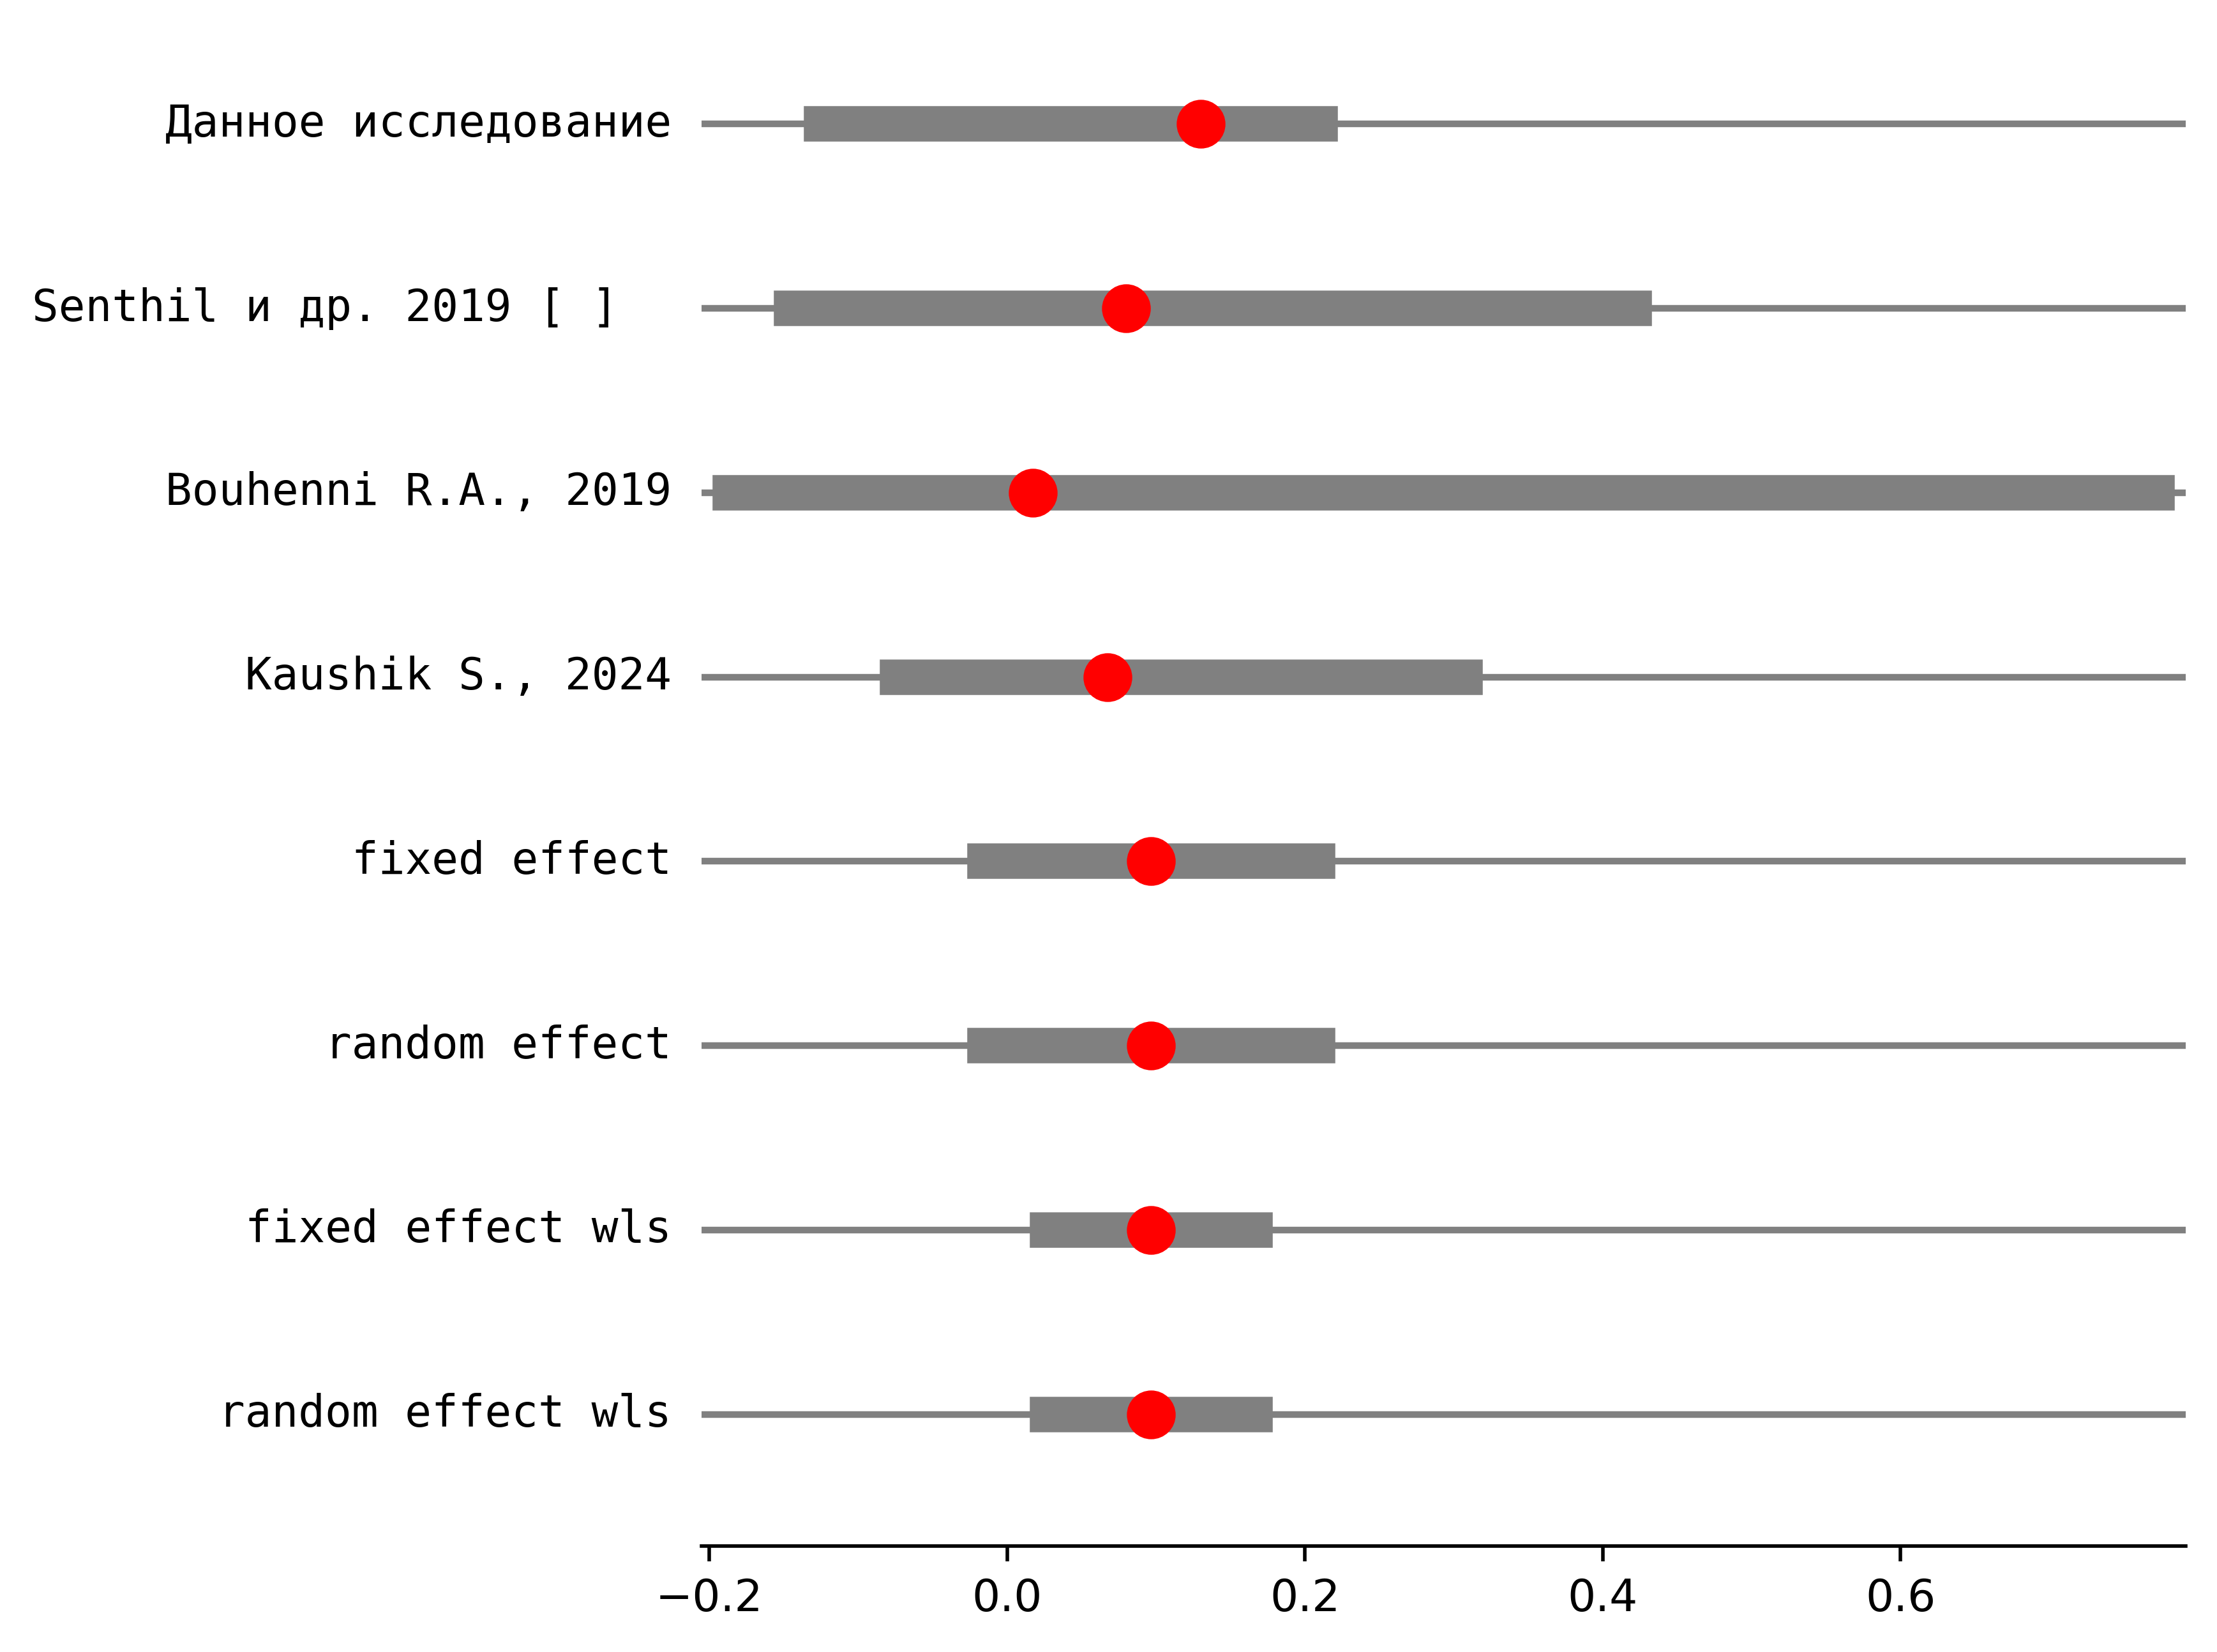 Данное исследование
Senthil и др. 2019 [ ]
Bouhenni R.A., 2019
Kaushik S., 2024
fixed effect
random effect
fixed effect wls
random effect wls
−0.2 0.0 0.2 0.4 0.6